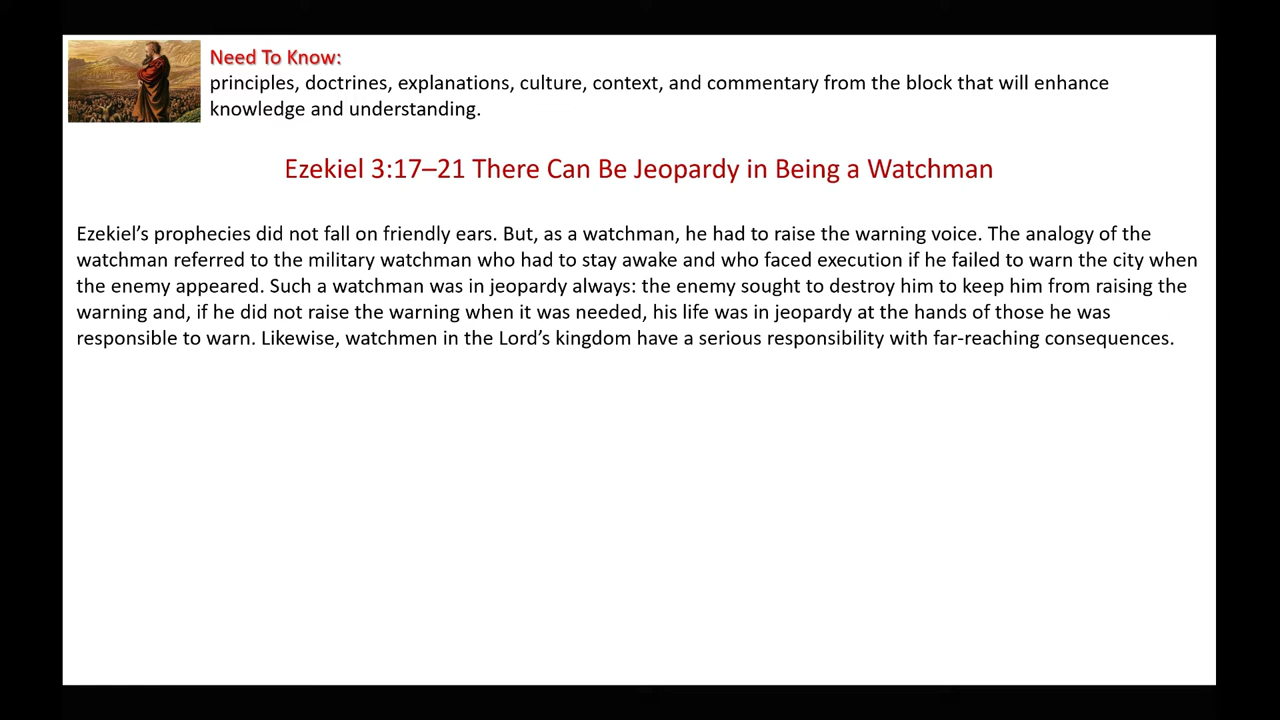 Need To Know:
principles, doctrines, explanations, culture, context, and commentary from the block that will enhance
knowledge and understanding.
Ezekiel 3:17–21 There Can Be Jeopardy in Being a Watchman
Ezekiel’s prophecies did not fall on friendly ears. But, as a watchman, he had to raise the warning voice. The analogy of the
watchman referred to the military watchman who had to stay awake and who faced execution if he failed to warn the city when
the enemy appeared. Such a watchman was in jeopardy always: the enemy sought to destroy him to keep him from raising the
warning and, if he did not raise the warning when it was needed, his life was in jeopardy at the hands of those he was
responsible to warn. Likewise, watchmen in the Lord’s kingdom have a serious responsibility with far-reaching consequences.